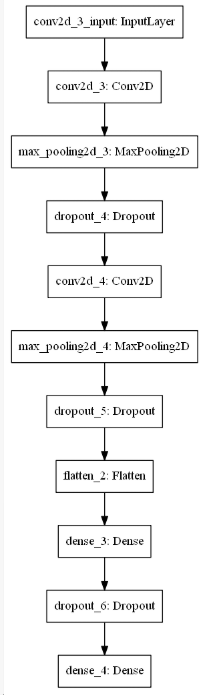 conv2d_3_input: InputLayer
conv2d_3: Conv2D
max_pooling2d_3: MaxPooling2D
dropout_4: Dropout
conv2d_4: Conv2D
max_pooling2d_4: MaxPooling2D
dropout_5: Dropout
flatten_2: Flatten
dense_3: Dense
dropout_6: Dropout
dense_4: Dense